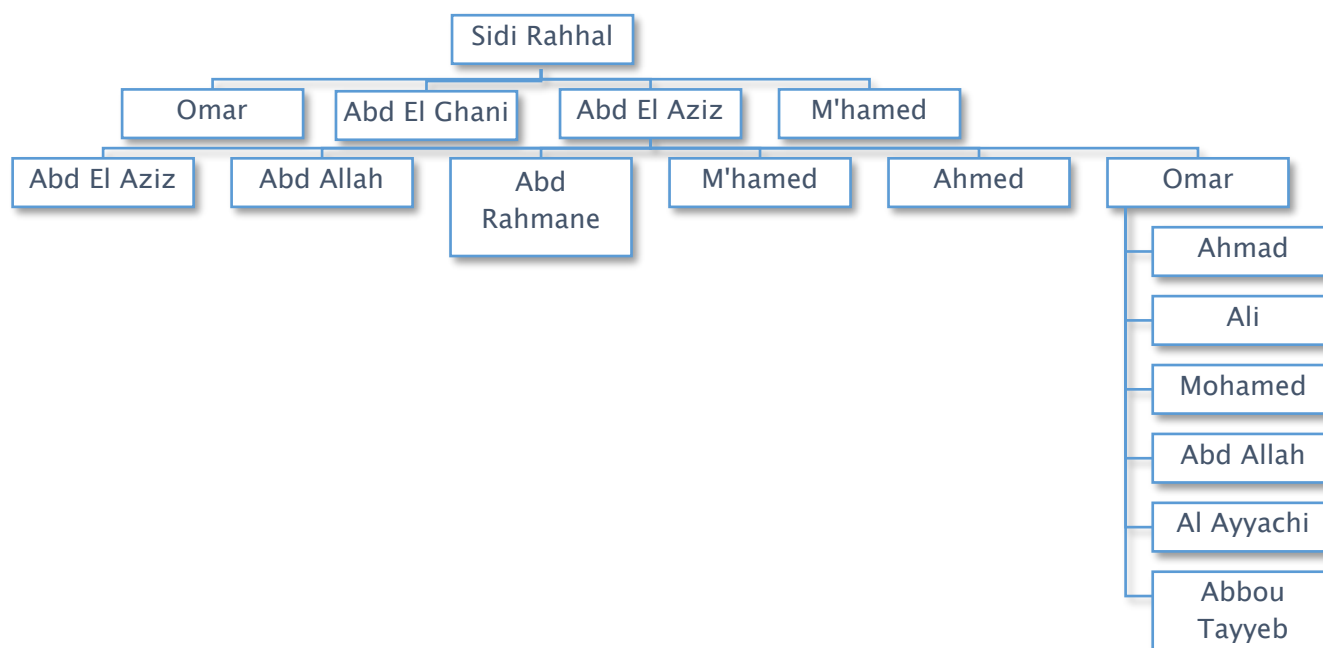 Sidi Rahhal
Omar
Abd El Ghani
Abd El Aziz
M'hamed
Abd El Aziz
Abd Allah
Abd
Rahmane
M'hamed
Ahmed
Omar
Ahmad
Ali
Mohamed
Abd Allah
Al Ayyachi
Abbou
Tayyeb